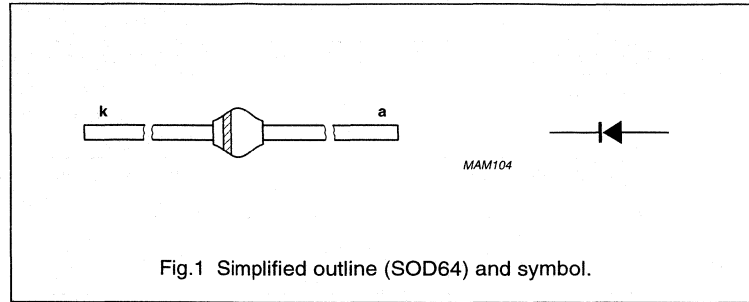 k
a
MAM104
Fig.1 Simplified outline (SOD64) and symbol.